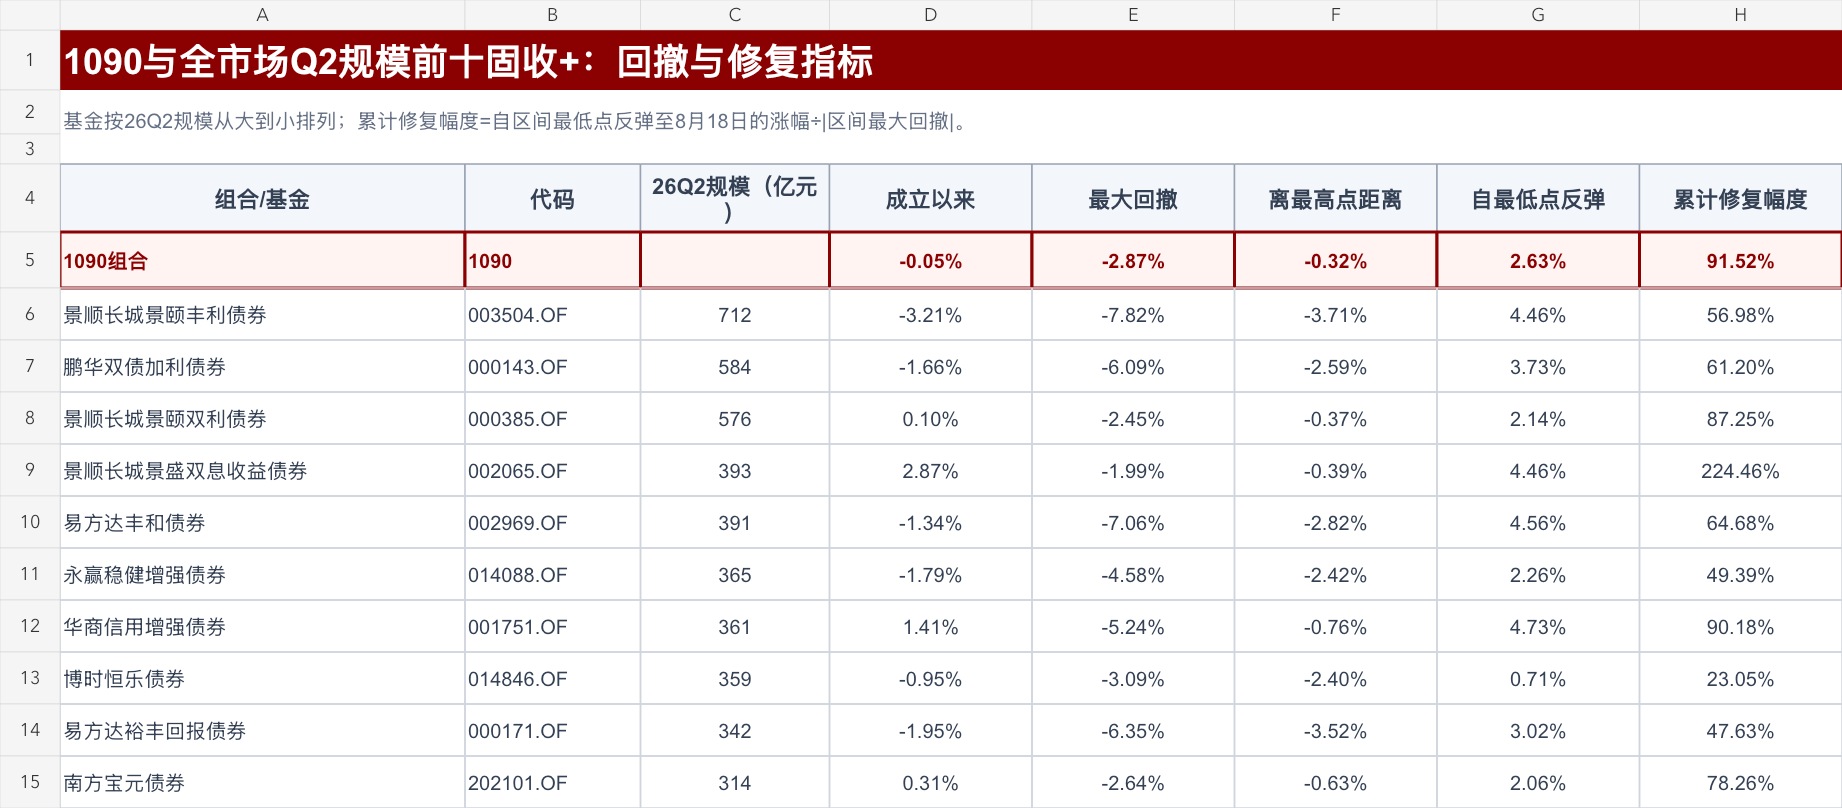 A B C D E F G H
1 1090与全市场Q2规模前十固收+：回撤与修复指标
2 基金按26Q2规模从大到小排列；累计修复幅度=自区间最低点反弹至8月18日的涨幅÷|区间最大回撤|。
3
4 组合/基金 代码 26Q2规模（亿元） 成立以来 最大回撤 离最高点距离 自最低点反弹 累计修复幅度
5 1090组合 1090 -0.05% -2.87% -0.32% 2.63% 91.52%
6 景顺长城景颐丰利债券 003504.OF 712 -3.21% -7.82% -3.71% 4.46% 56.98%
7 鹏华双债加利债券 000143.OF 584 -1.66% -6.09% -2.59% 3.73% 61.20%
8 景顺长城景颐双利债券 000385.OF 576 0.10% -2.45% -0.37% 2.14% 87.25%
9 景顺长城景盛双息收益债券 002065.OF 393 2.87% -1.99% -0.39% 4.46% 224.46%
10 易方达丰和债券 002969.OF 391 -1.34% -7.06% -2.82% 4.56% 64.68%
11 永赢稳健增强债券 014088.OF 365 -1.79% -4.58% -2.42% 2.26% 49.39%
12 华商信用增强债券 001751.OF 361 1.41% -5.24% -0.76% 4.73% 90.18%
13 博时恒乐债券 014846.OF 359 -0.95% -3.09% -2.40% 0.71% 23.05%
14 易方达裕丰回报债券 000171.OF 342 -1.95% -6.35% -3.52% 3.02% 47.63%
15 南方宝元债券 202101.OF 314 0.31% -2.64% -0.63% 2.06% 78.26%